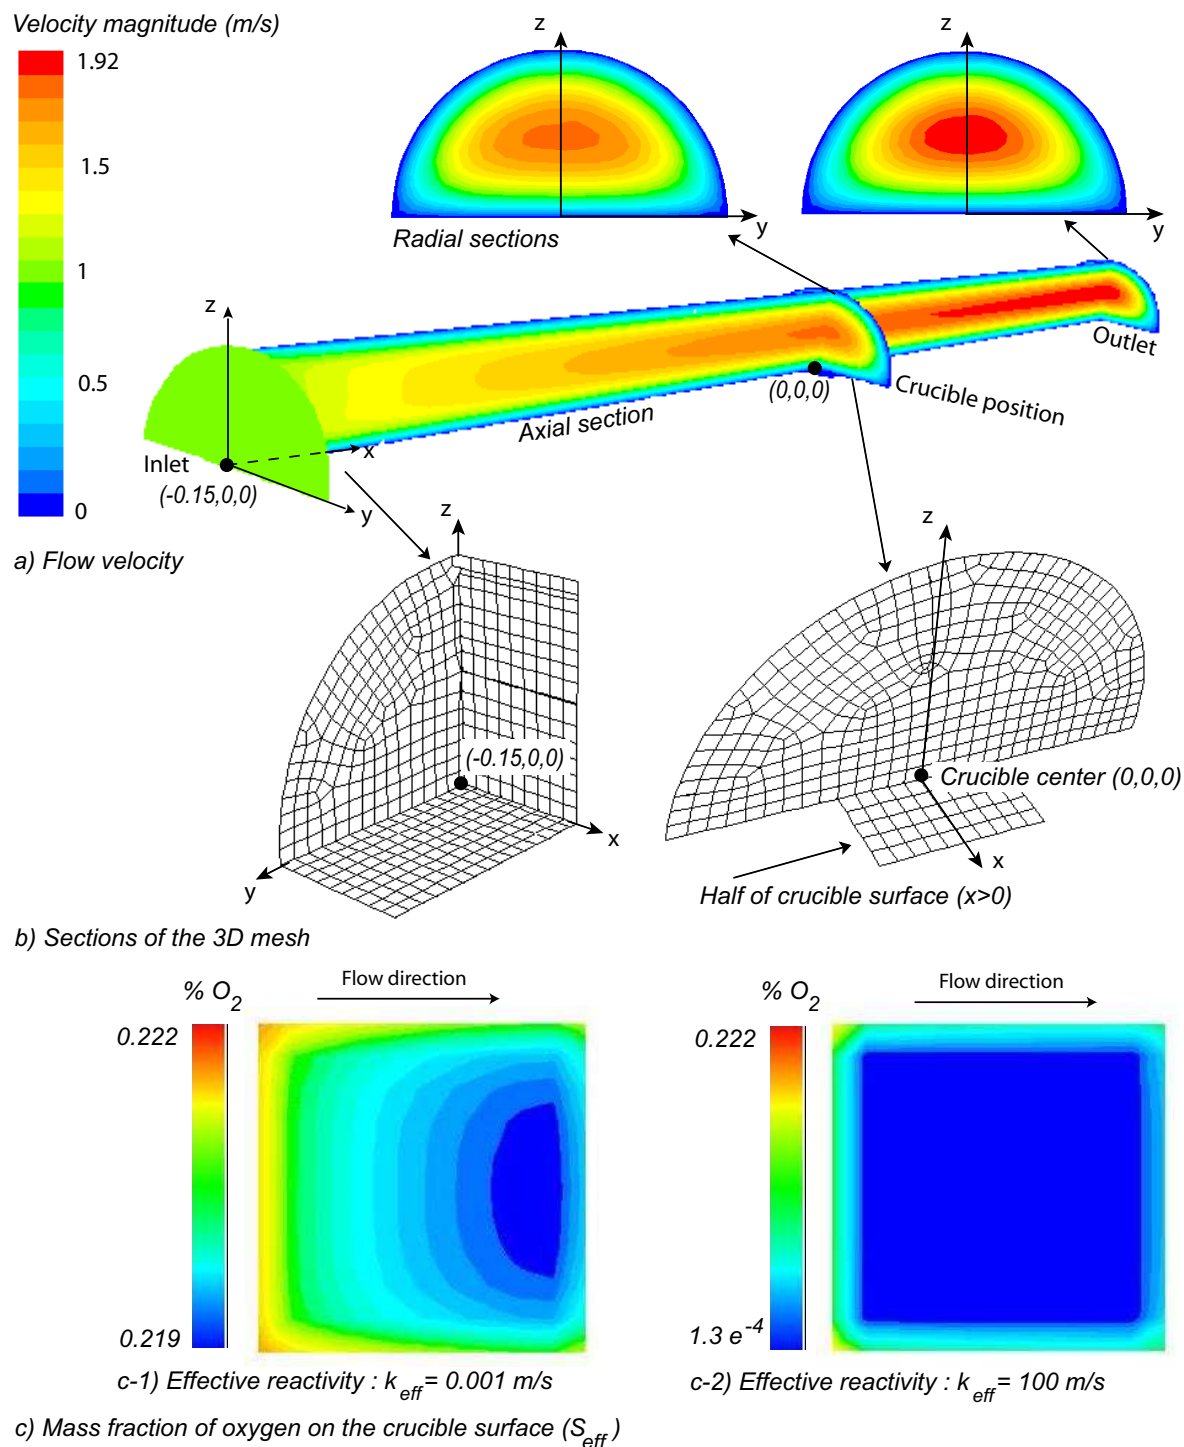 Velocity magnitude (m/s)
1.92
1.5
1
0.5
0
z
y
z
y
Radial sections
z
Inlet
(-0.15,0,0)
x
y
Axial section
(0,0,0)
Crucible position
Outlet
a) Flow velocity
z
(-0.15,0,0)
x
y
z
Crucible center (0,0,0)
x
Half of crucible surface (x>0)
b) Sections of the 3D mesh
% O2
Flow direction
0.222
0.219
c-1) Effective reactivity : k eff = 0.001 m/s
% O2
Flow direction
0.222
1.3 e-4
c-2) Effective reactivity : k eff = 100 m/s
c) Mass fraction of oxygen on the crucible surface (S eff )